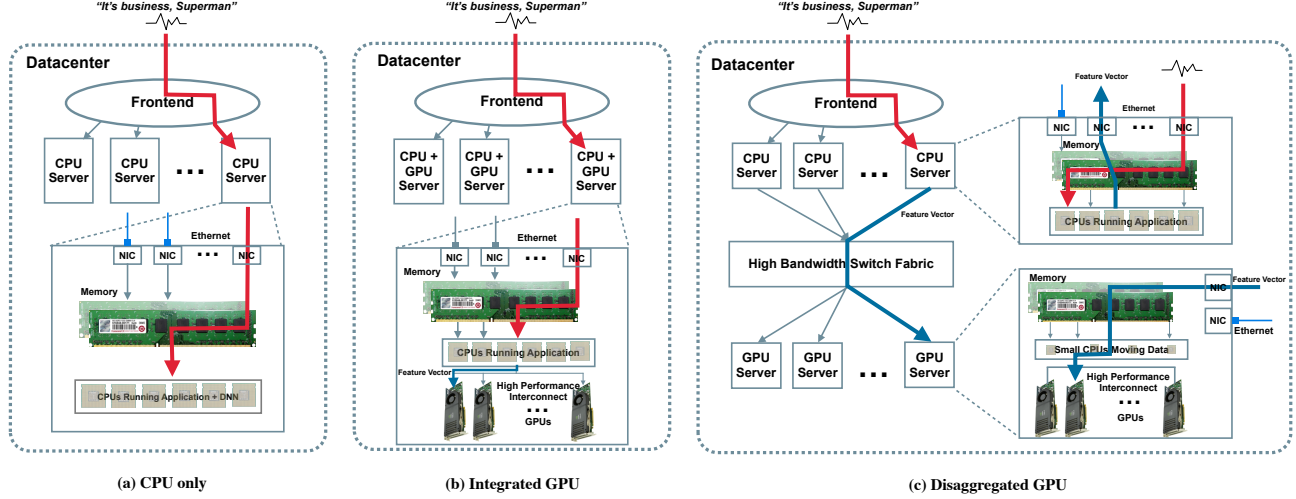 "It's business, Superman"
Datacenter
Frontend
CPU
Server
CPU
Server
...
CPU
Server
Ethernet
NIC
NIC
...
NIC
Memory
CPUs Running Application + DNN
(a) CPU only
"It's business, Superman"
Datacenter
Frontend
CPU +
GPU
Server
CPU +
GPU
Server
...
CPU +
GPU
Server
Ethernet
NIC
NIC
...
NIC
Memory
CPUs Running Application
Feature Vector
High Performance
Interconnect
...
GPUs
(b) Integrated GPU
"It's business, Superman"
Datacenter
Frontend
CPU
Server
CPU
Server
...
CPU
Server
Feature Vector
High Bandwidth Switch Fabric
GPU
Server
GPU
Server
...
GPU
Server
Feature Vector
Ethernet
NIC
NIC
...
NIC
Memory
CPUs Running Application
Memory
NIC
Feature Vector
NIC
Ethernet
Small CPUs Moving Data
High Performance
Interconnect
...
GPUs
(c) Disaggregated GPU